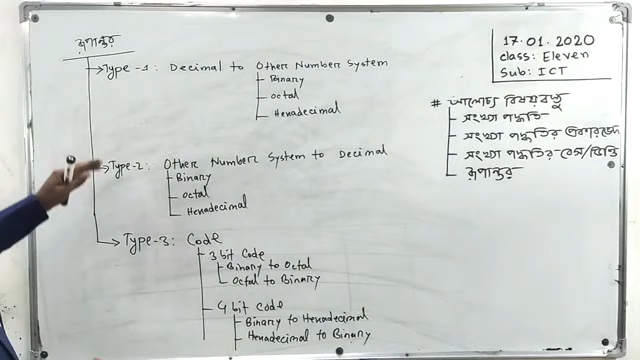 রূপান্তর
Type-1: Decimal to Other Number System
Binary
Octal
Hexadecimal
Type-2: Other Number System to Decimal
Binary
Octal
Hexadecimal
Type-3: Code
3 bit Code
Binary to Octal
Octal to Binary
4 bit Code
Binary to Hexadecimal
Hexadecimal to Binary
17.01.2020
Class: Eleven
Sub: ICT
# আলোচ্য বিষয়বস্তু
সংখ্যা পদ্ধতি
সংখ্যা পদ্ধতির প্রকারভেদ
সংখ্যা পদ্ধতির-বেস/ভিত্তি
রূপান্তর